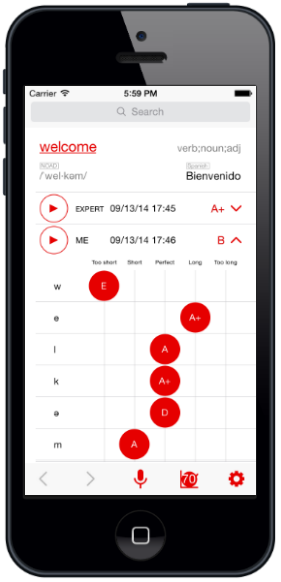 Carrier 5:59 PM
Search
welcome verb;noun;adj
NOAD Spanish
/ˈwel·kəm/ Bienvenido
EXPERT 09/13/14 17:45 A+
ME 09/13/14 17:46 B
Too short Short Perfect Long Too long
w E
e A+
l A
k A+
ə D
m A
70